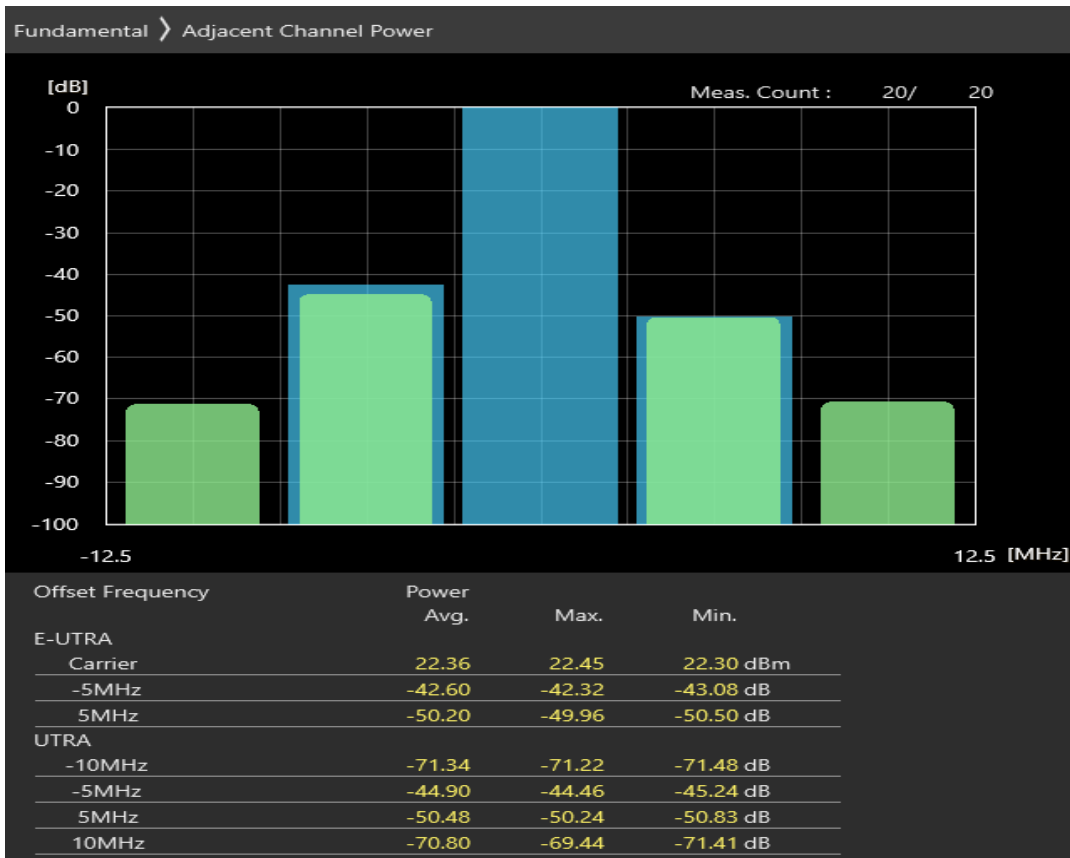 Fundamental 〉 Adjacent Channel Power
[dB]
Meas. Count : 20/ 20
0
-10
-20
-30
-40
-50
-60
-70
-80
-90
-100
-12.5 12.5 [MHz]
Offset Frequency Power
Avg. Max. Min.
E-UTRA
Carrier 22.36 22.45 22.30 dBm
-5MHz -42.60 -42.32 -43.08 dB
5MHz -50.20 -49.96 -50.50 dB
UTRA
-10MHz -71.34 -71.22 -71.48 dB
-5MHz -44.90 -44.46 -45.24 dB
5MHz -50.48 -50.24 -50.83 dB
10MHz -70.80 -69.44 -71.41 dB